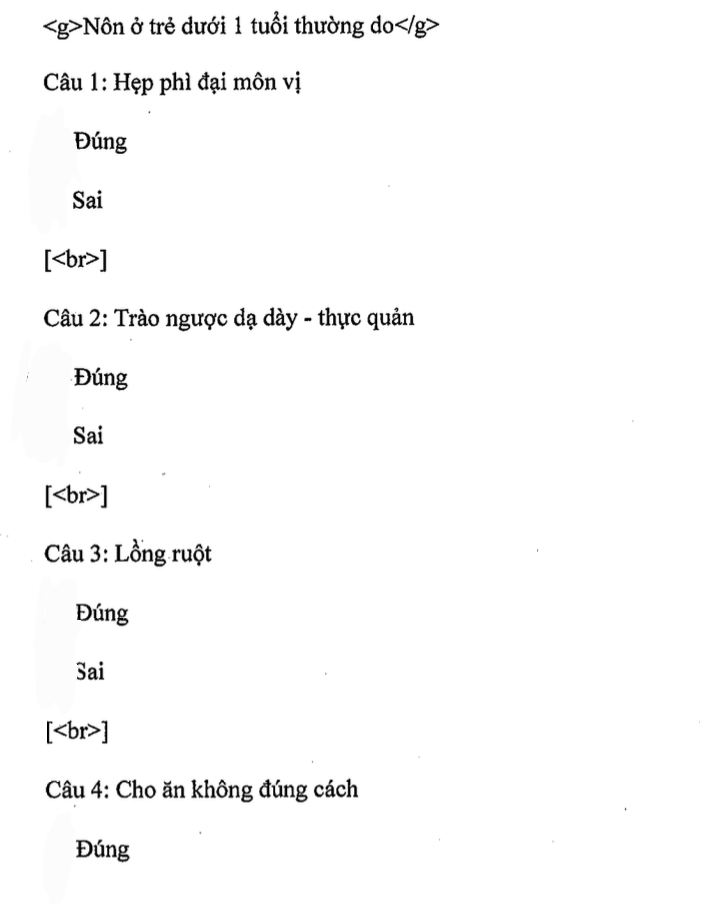 <g>Nôn ở trẻ dưới 1 tuổi thường do</g>
Câu 1: Hẹp phì đại môn vị
Đúng
Sai
[<br>]
Câu 2: Trào ngược dạ dày - thực quản
Đúng
Sai
[<br>]
Câu 3: Lồng ruột
Đúng
Sai
[<br>]
Câu 4: Cho ăn không đúng cách
Đúng